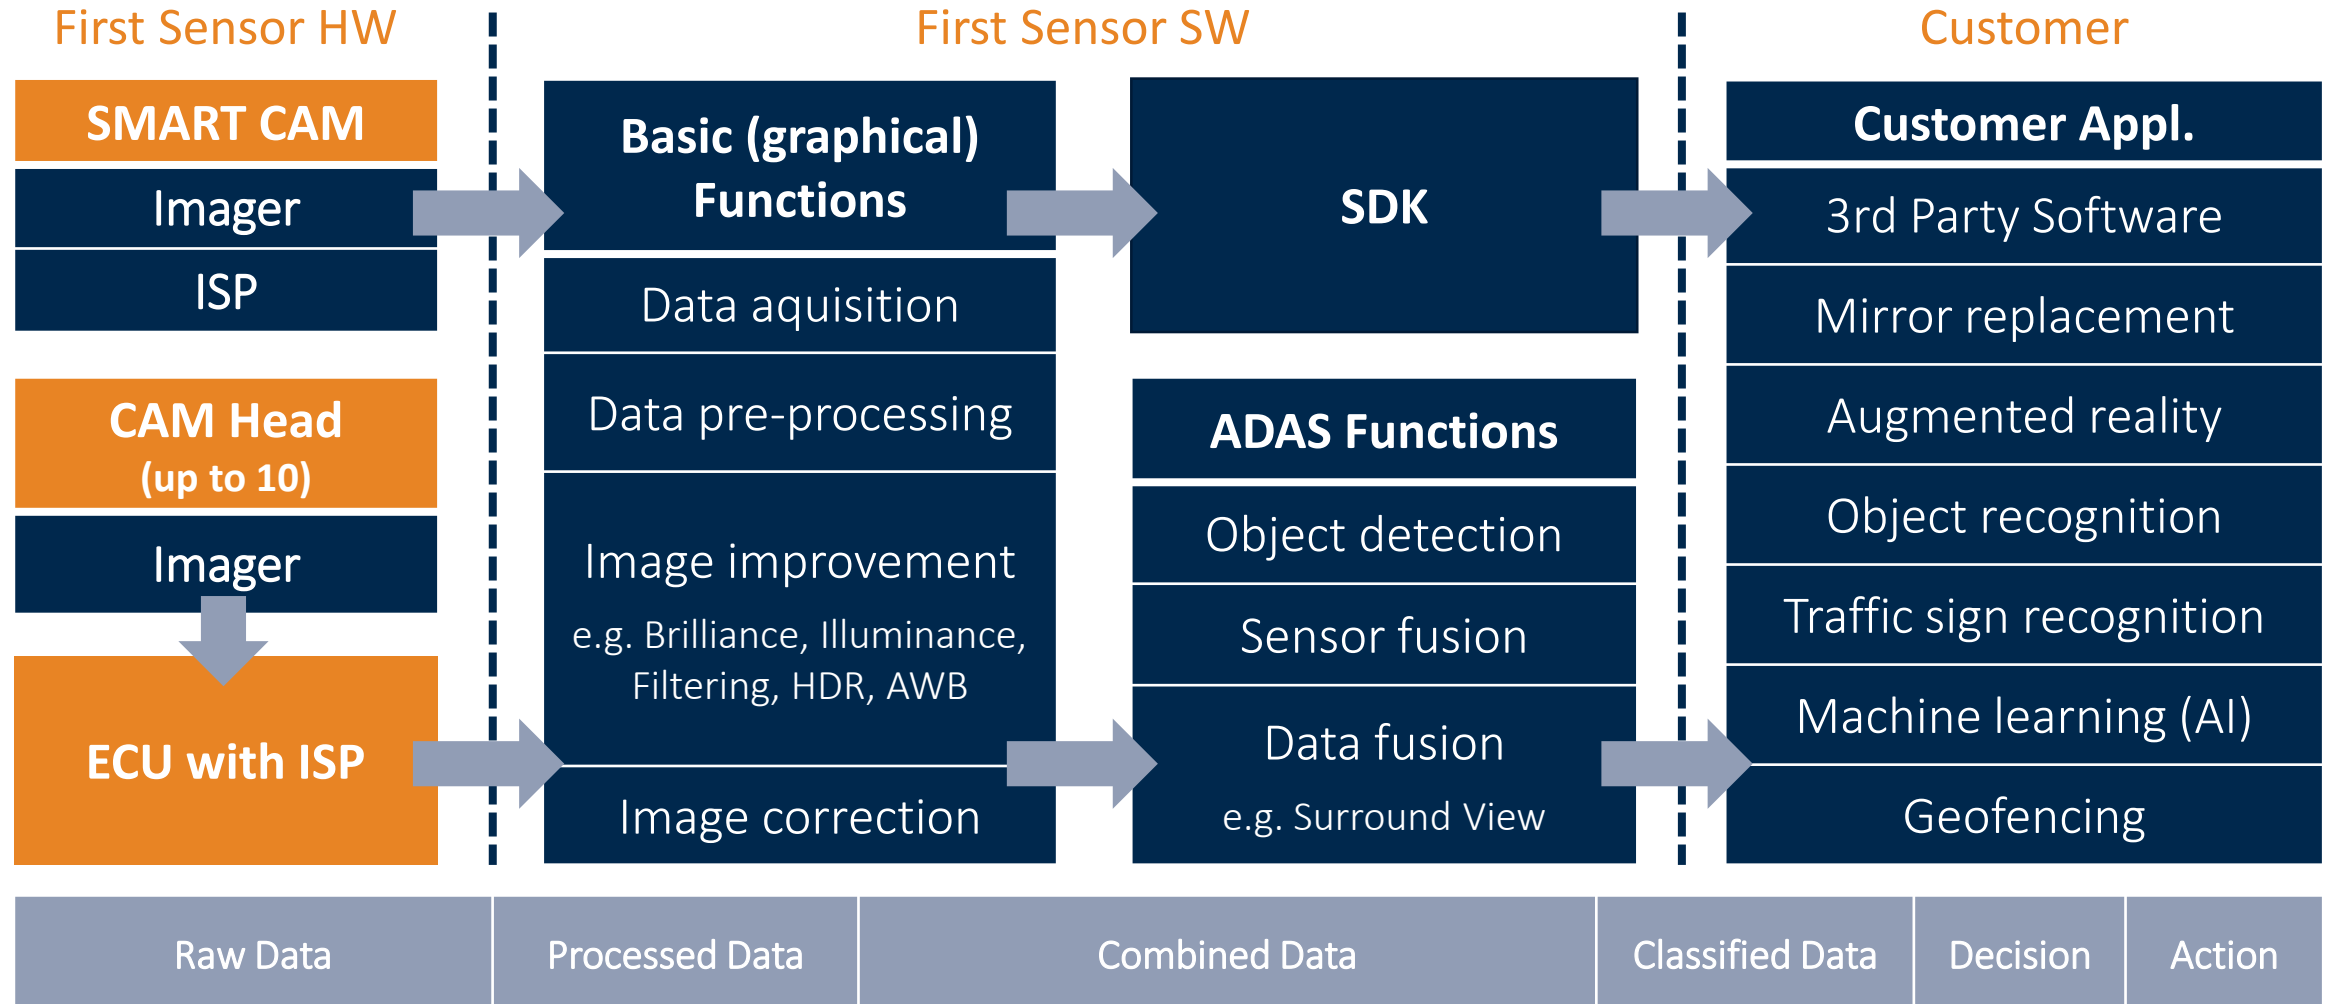 First Sensor HW
First Sensor SW
Customer
SMART CAM
Imager
ISP
CAM Head
(up to 10)
Imager
ECU with ISP
Basic (graphical)
Functions
Data aquisition
Data pre-processing
Image improvement
e.g. Brilliance, Illuminance,
Filtering, HDR, AWB
Image correction
SDK
ADAS Functions
Object detection
Sensor fusion
Data fusion
e.g. Surround View
Customer Appl.
3rd Party Software
Mirror replacement
Augmented reality
Object recognition
Traffic sign recognition
Machine learning (AI)
Geofencing
Raw Data
Processed Data
Combined Data
Classified Data
Decision
Action